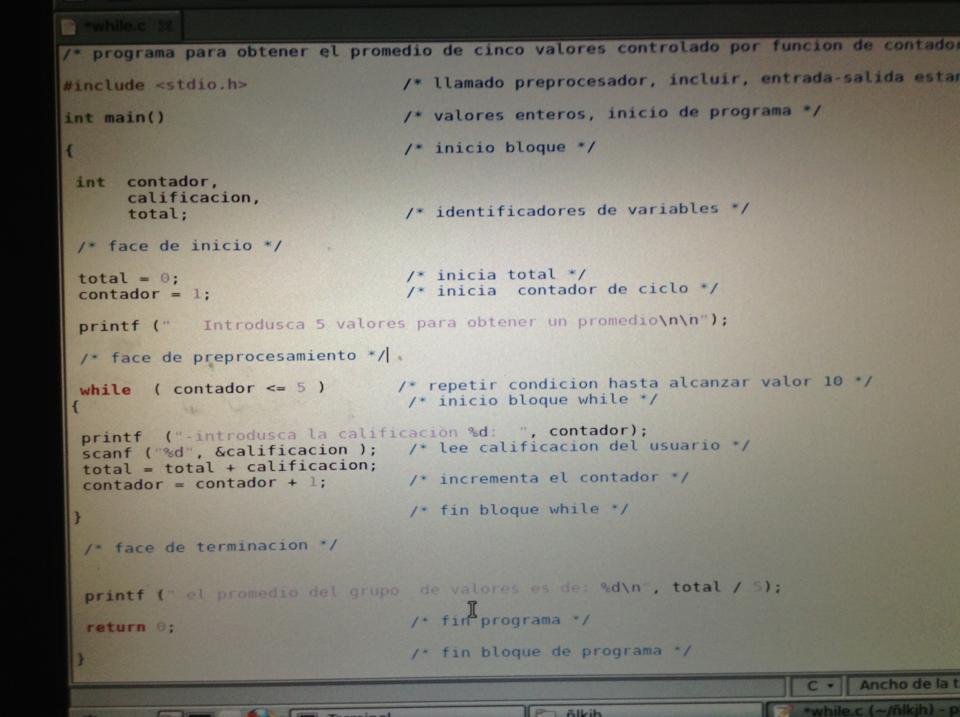 *while.c
/* programa para obtener el promedio de cinco valores controlado por funcion de contador
#include <stdio.h> /* llamado preprocesador, incluir, entrada-salida estan
int main() /* valores enteros, inicio de programa */
{ /* inicio bloque */
int contador,
calificacion,
total; /* identificadores de variables */
/* face de inicio */
total = 0; /* inicia total */
contador = 1; /* inicia contador de ciclo */
printf (" Introdusca 5 valores para obtener un promedio\n\n");
/* face de preprocesamiento */
while ( contador <= 5 ) /* repetir condicion hasta alcanzar valor 10 */
{ /* inicio bloque while */
printf ("-introdusca la calificacion %d: ", contador);
scanf ("%d", &calificacion ); /* lee calificacion del usuario */
total = total + calificacion;
contador = contador + 1; /* incrementa el contador */
} /* fin bloque while */
/* face de terminacion */
printf (" el promedio del grupo de valores es de: %d\n", total / 5);
return 0; /* fin programa */
} /* fin bloque de programa */
C Ancho de la t
Terminal ñlkjh *while.c (~/ñlkjh) - p